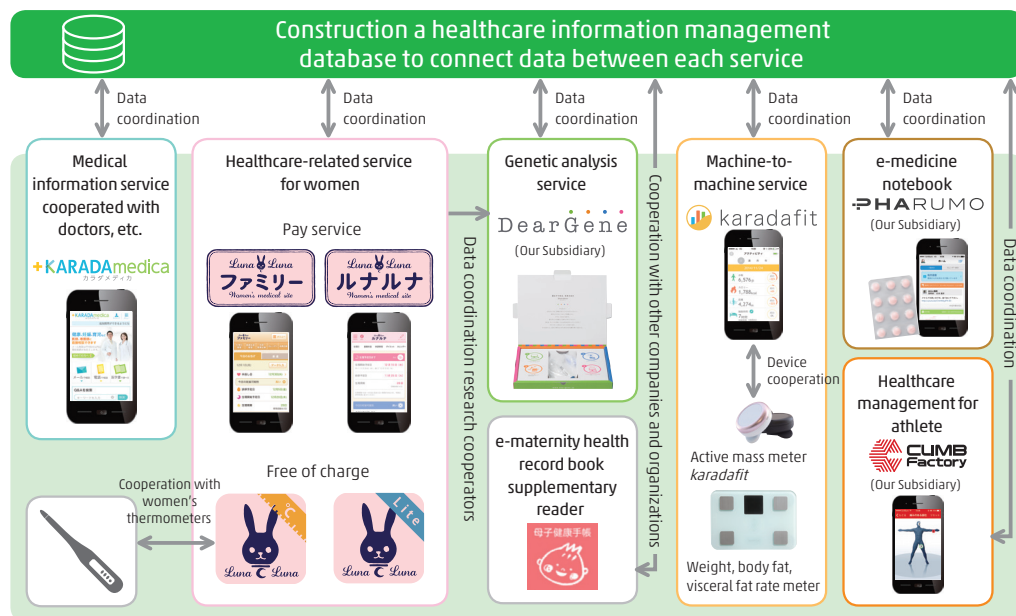 Construction a healthcare information management
database to connect data between each service
Data
coordination
Data
coordination
Data
coordination
Data
coordination
Data
coordination
Medical
information service
cooperated with
doctors, etc.
+KARADAmedica
カラダメディカ
Healthcare-related service
for women
Pay service
Luna Luna
ファミリー
Women's medical site
Luna Luna
ルナルナ
Women's medical site
Free of charge
℃
Luna Luna
Lite
Luna Luna
Cooperation with
women's
thermometers
Data coordination research cooperators
Genetic analysis
service
DearGene
(Our Subsidiary)
e-maternity health
record book
supplementary
reader
母子健康手帳
Cooperation with other companies and organizations
Machine-to-
machine service
karadafit
Device
cooperation
Active mass meter
karadafit
Weight, body fat,
visceral fat rate meter
e-medicine
notebook
PHARUMO
(Our Subsidiary)
Healthcare
management for
athlete
CLIMB
Factory
(Our Subsidiary)
Data coordination